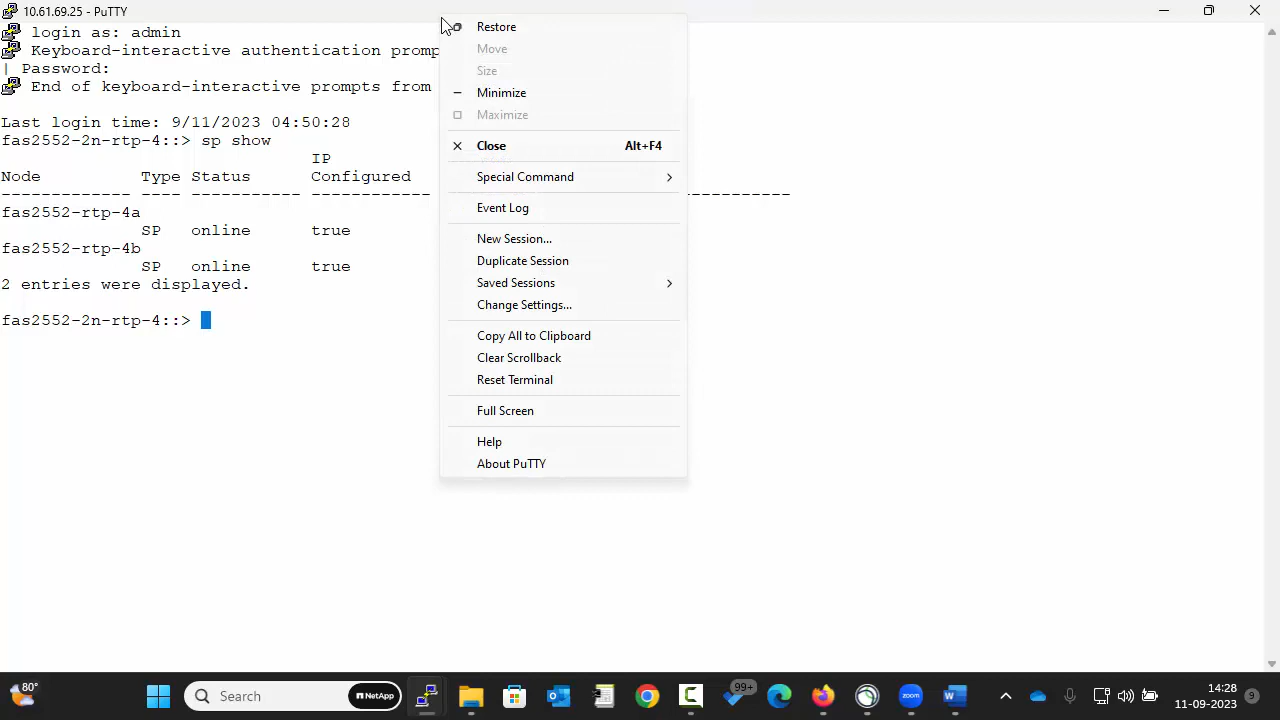 10.61.69.25 - PuTTY
login as: admin
Keyboard-interactive authentication promp
| Password:
End of keyboard-interactive prompts from
Last login time: 9/11/2023 04:50:28
fas2552-2n-rtp-4::> sp show
IP
Node Type Status Configured
------------- ---- ----------- ------------ -----------
fas2552-rtp-4a
SP online true
fas2552-rtp-4b
SP online true
2 entries were displayed.
fas2552-2n-rtp-4::>
Restore
Move
Size
Minimize
Maximize
Close Alt+F4
Special Command
Event Log
New Session...
Duplicate Session
Saved Sessions
Change Settings...
Copy All to Clipboard
Clear Scrollback
Reset Terminal
Full Screen
Help
About PuTTY
80°
Search
NetApp
99+
zoom
14:28
11-09-2023
9